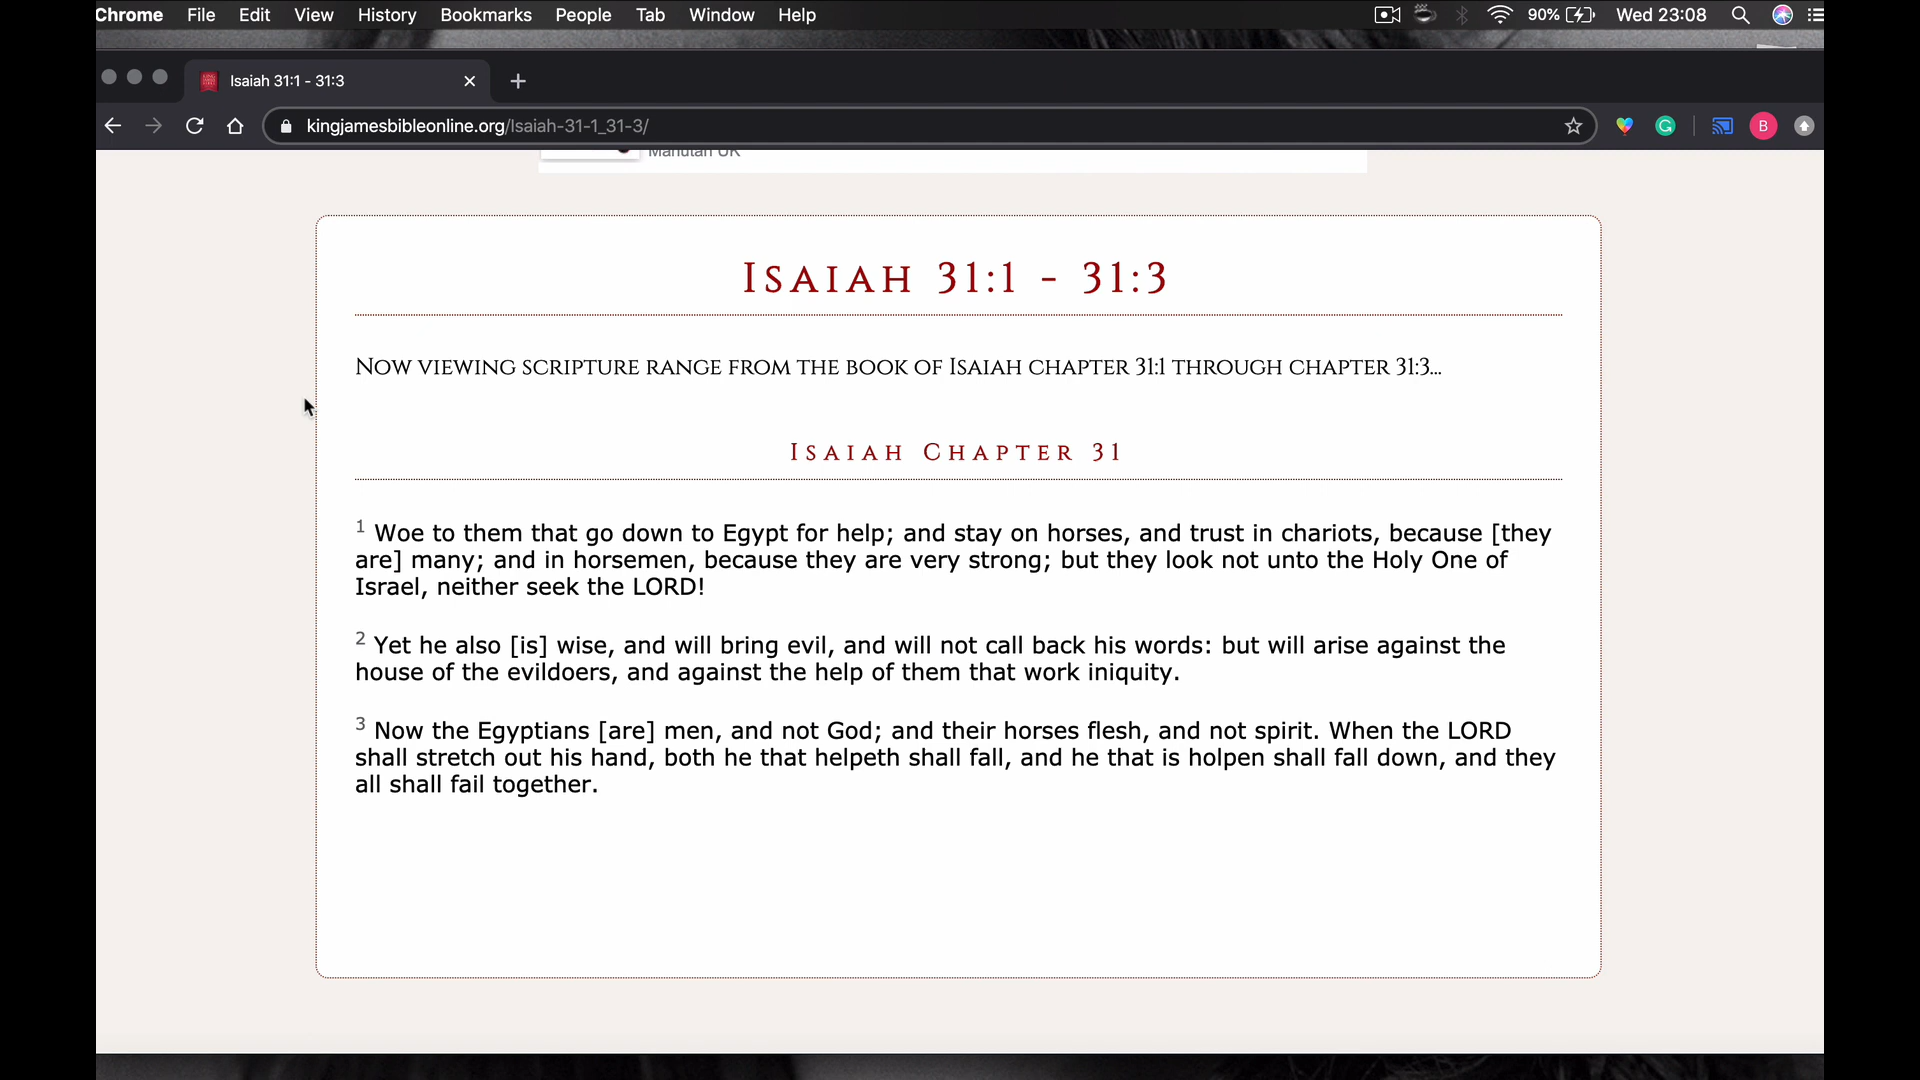 Chrome File Edit View History Bookmarks People Tab Window Help 90% Wed 23:08
Isaiah 31:1 - 31:3
kingjamesbibleonline.org/Isaiah-31-1_31-3/ B
Manutan UK
Isaiah 31:1 - 31:3
Now viewing scripture range from the book of Isaiah chapter 31:1 through chapter 31:3...
Isaiah Chapter 31
1 Woe to them that go down to Egypt for help; and stay on horses, and trust in chariots, because [they
are] many; and in horsemen, because they are very strong; but they look not unto the Holy One of
Israel, neither seek the LORD!
2 Yet he also [is] wise, and will bring evil, and will not call back his words: but will arise against the
house of the evildoers, and against the help of them that work iniquity.
3 Now the Egyptians [are] men, and not God; and their horses flesh, and not spirit. When the LORD
shall stretch out his hand, both he that helpeth shall fall, and he that is holpen shall fall down, and they
all shall fail together.